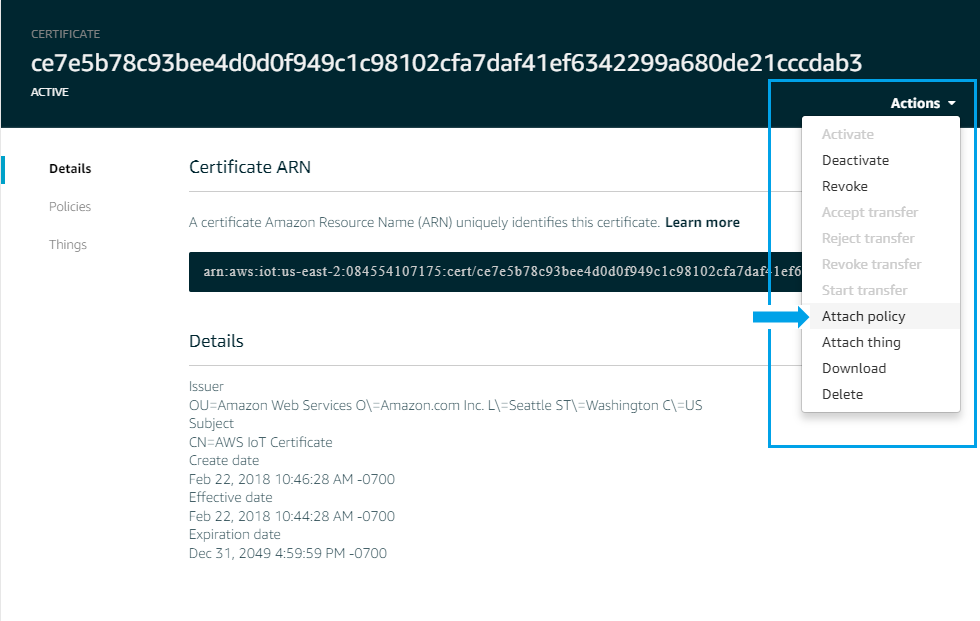 CERTIFICATE
ce7e5b78c93bee4d0d0f949c1c98102cfa7daf41ef6342299a680de21cccdab3
ACTIVE
Actions
Activate
Deactivate
Revoke
Accept transfer
Reject transfer
Revoke transfer
Start transfer
Attach policy
Attach thing
Download
Delete
Details
Policies
Things
Certificate ARN
A certificate Amazon Resource Name (ARN) uniquely identifies this certificate. Learn more
arn:aws:iot:us-east-2:084554107175:cert/ce7e5b78c93bee4d0d0f949c1c98102cfa7daf41ef6
Details
Issuer
OU=Amazon Web Services O\=Amazon.com Inc. L\=Seattle ST\=Washington C\=US
Subject
CN=AWS IoT Certificate
Create date
Feb 22, 2018 10:46:28 AM -0700
Effective date
Feb 22, 2018 10:44:28 AM -0700
Expiration date
Dec 31, 2049 4:59:59 PM -0700